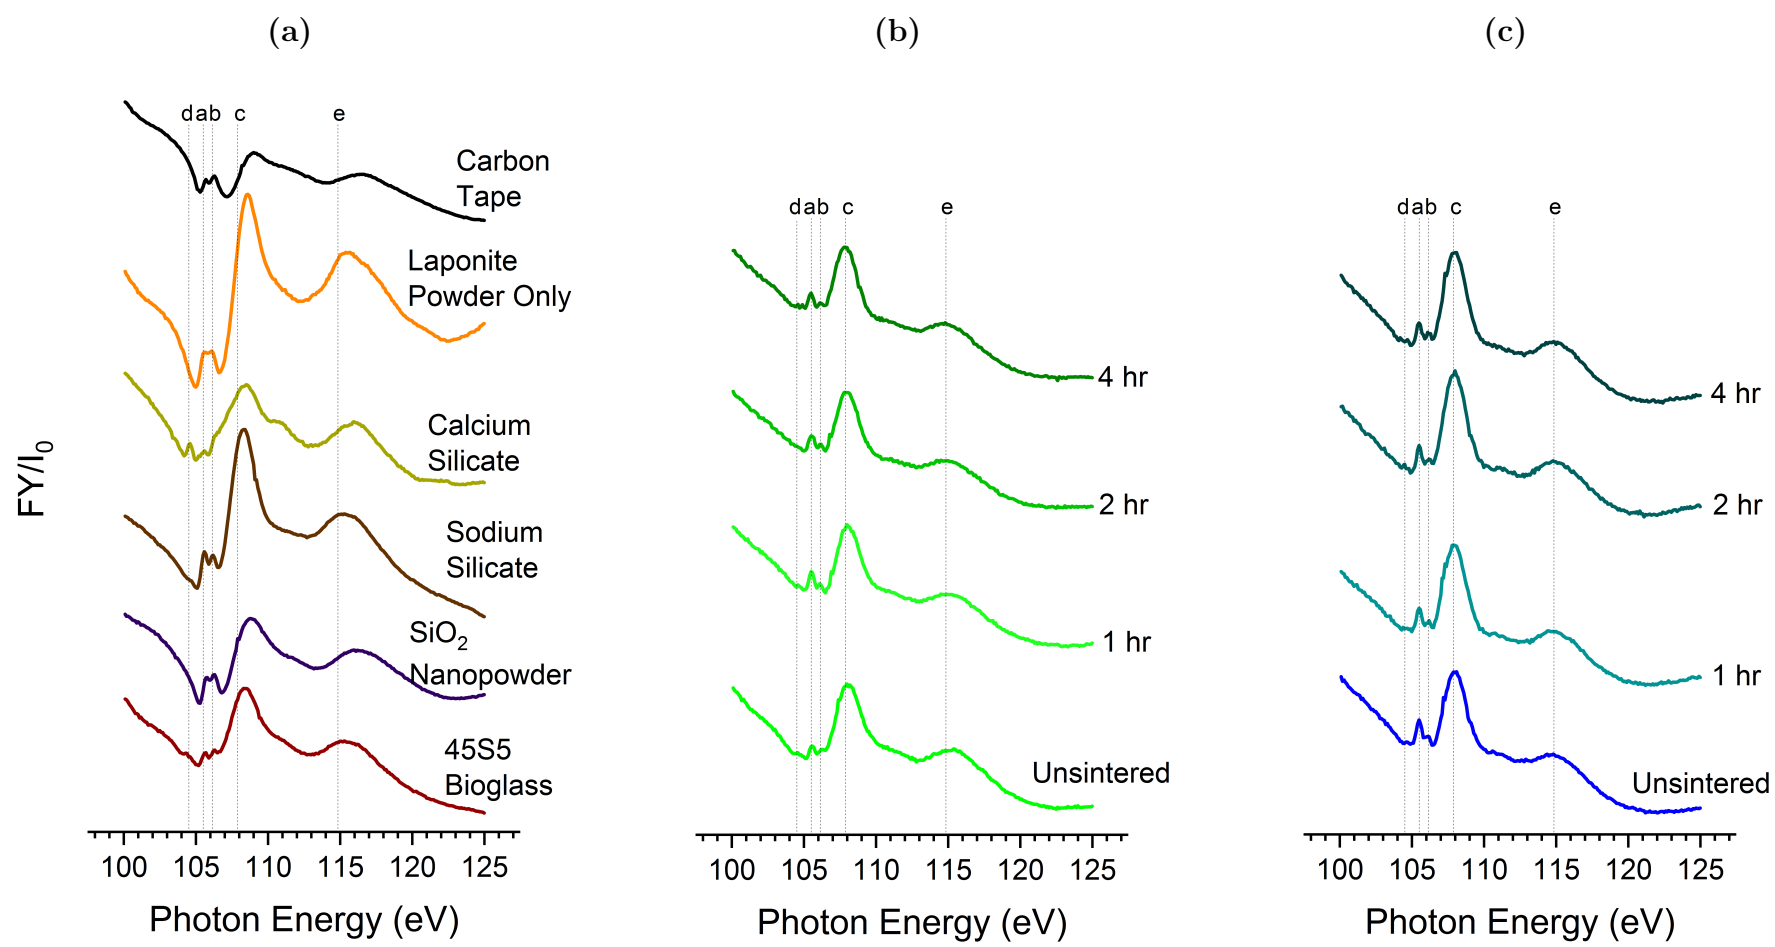 (a)
(b)
(c)
d a b c e
Carbon
Tape
Laponite
Powder Only
Calcium
Silicate
Sodium
Silicate
SiO2
Nanopowder
45S5
Bioglass
FY/I0
100 105 110 115 120 125
Photon Energy (eV)
d a b c e
4 hr
2 hr
1 hr
Unsintered
100 105 110 115 120 125
Photon Energy (eV)
d a b c e
4 hr
2 hr
1 hr
Unsintered
100 105 110 115 120 125
Photon Energy (eV)